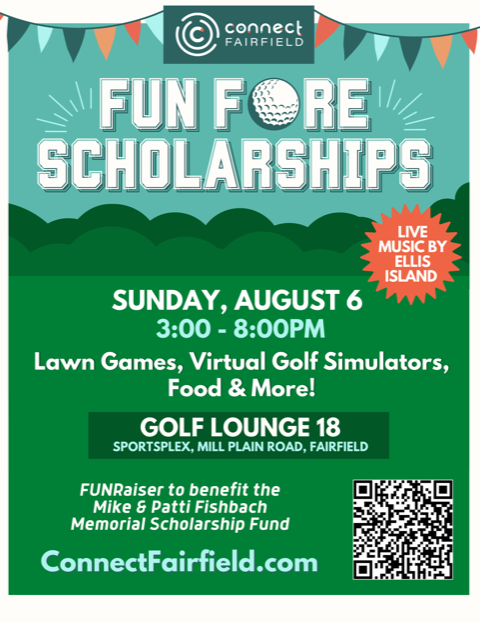 connect
FAIRFIELD
FUN FORE
SCHOLARSHIPS
LIVE
MUSIC BY
ELLIS
ISLAND
SUNDAY, AUGUST 6
3:00 - 8:00PM
Lawn Games, Virtual Golf Simulators,
Food & More!
GOLF LOUNGE 18
SPORTSPLEX, MILL PLAIN ROAD, FAIRFIELD
FUNRaiser to benefit the
Mike & Patti Fishbach
Memorial Scholarship Fund
ConnectFairfield.com